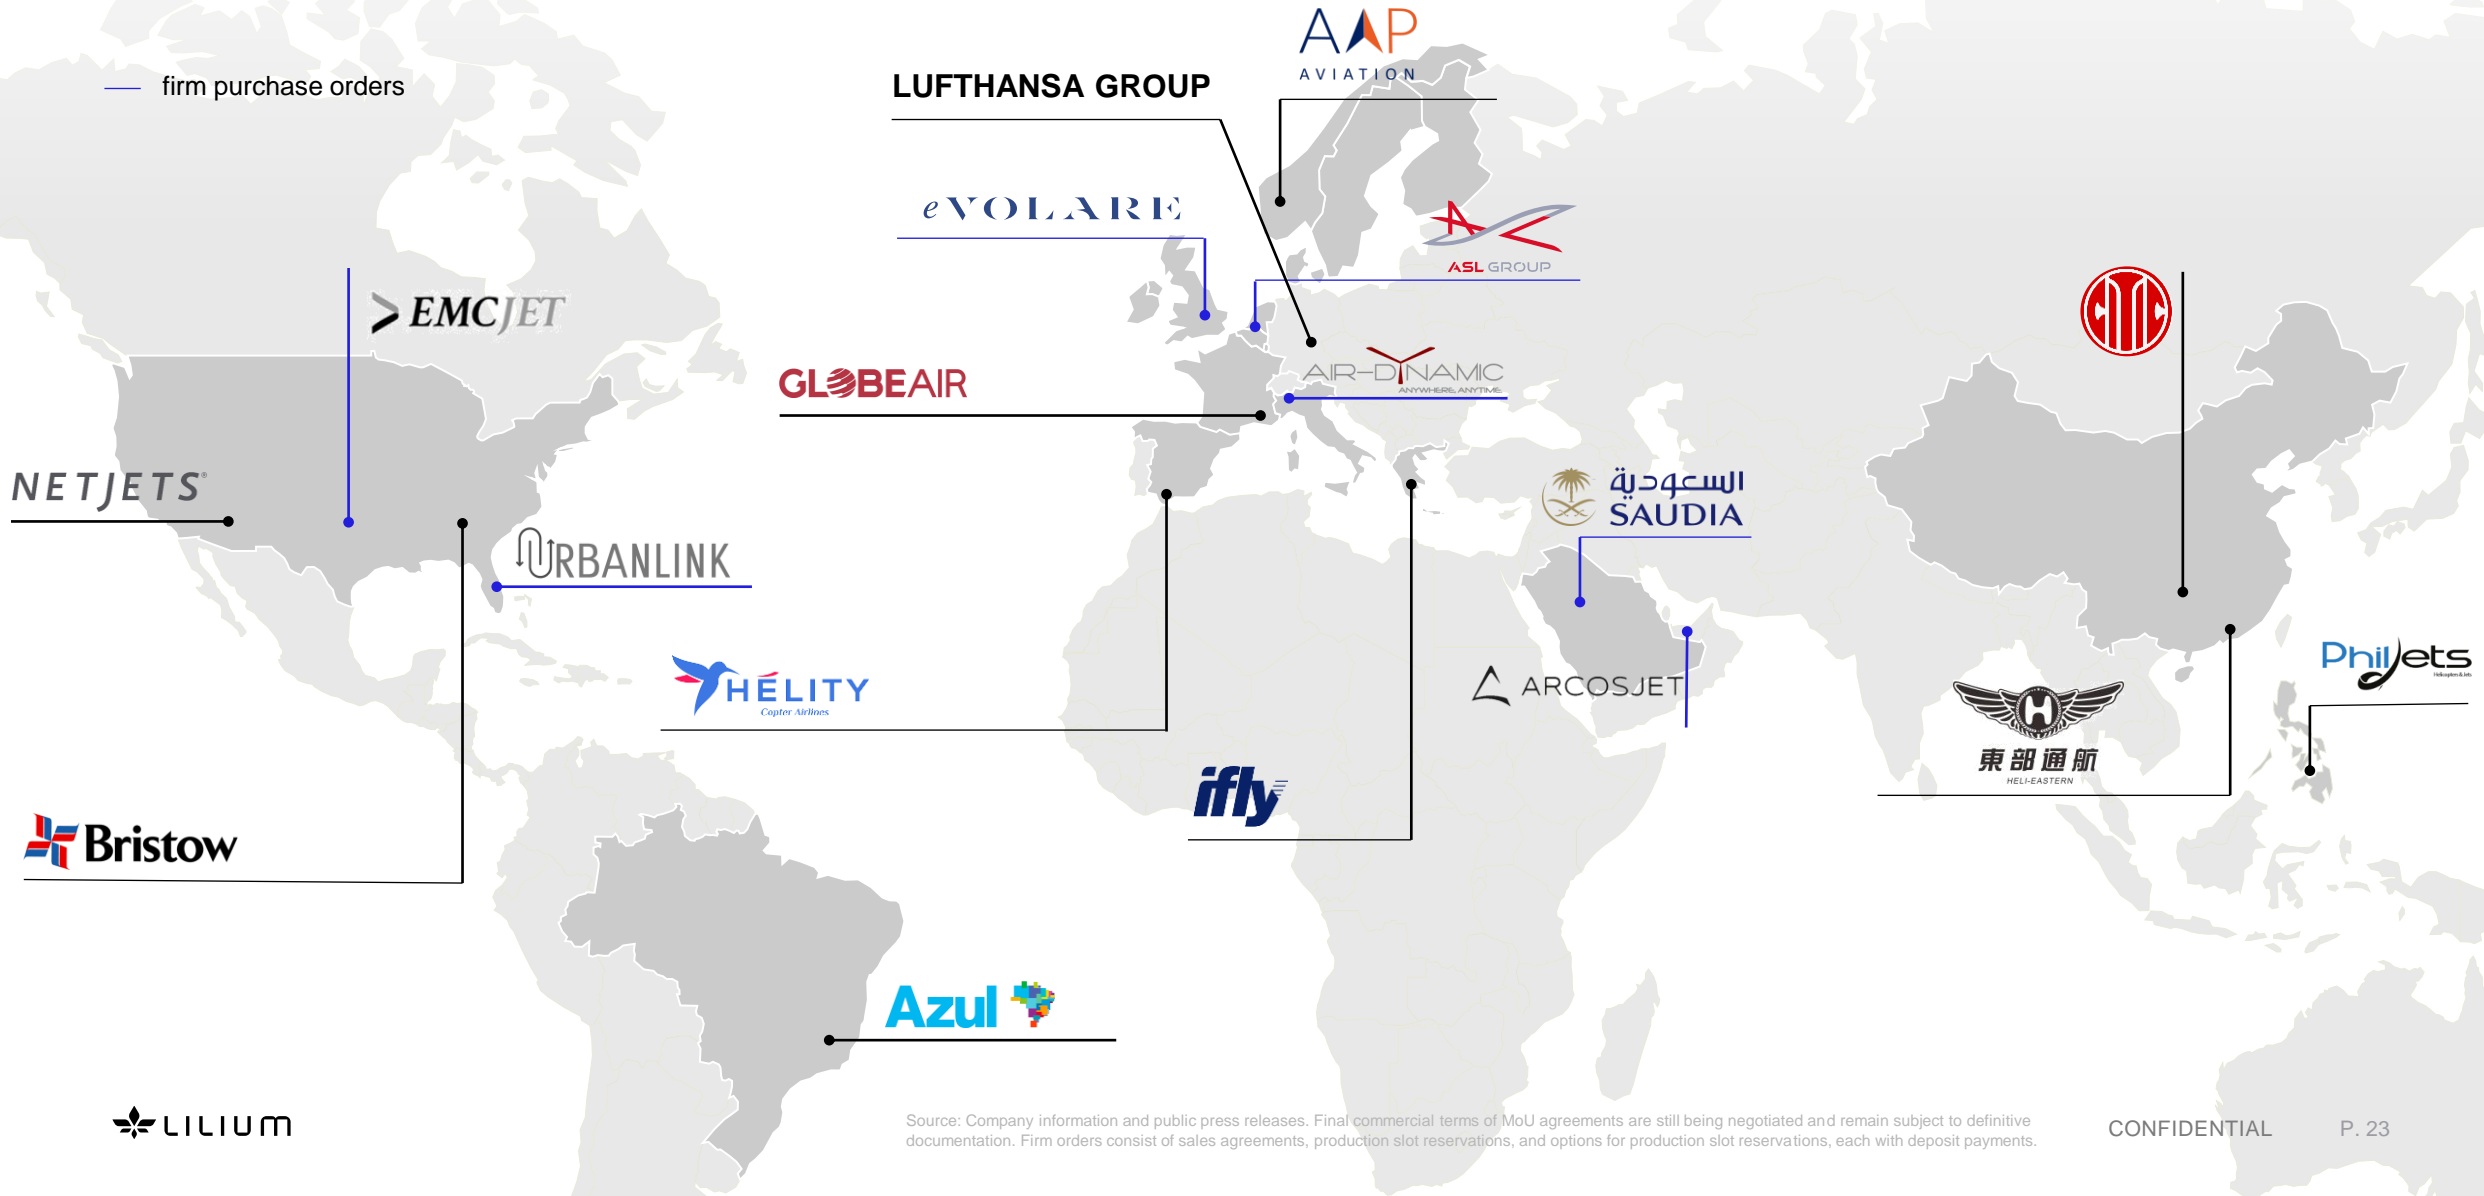 firm purchase orders
AAP
AVIATION
LUFTHANSA GROUP
eVOLARE
ASL GROUP
EMCJET
GLOBEAIR
AIR-DYNAMIC
ANYWHERE, ANYTIME
NETJETS®
السعودية
SAUDIA
URBANLINK
HÉLITY
Copter Airlines
ARCOSJET
PhilJets
Helicopters & Jets
東部通航
HELI-EASTERN
ifly
Bristow
Azul
LILIUM
Source: Company information and public press releases. Final commercial terms of MoU agreements are still being negotiated and remain subject to definitive
documentation. Firm orders consist of sales agreements, production slot reservations, and options for production slot reservations, each with deposit payments.
CONFIDENTIAL
P. 23